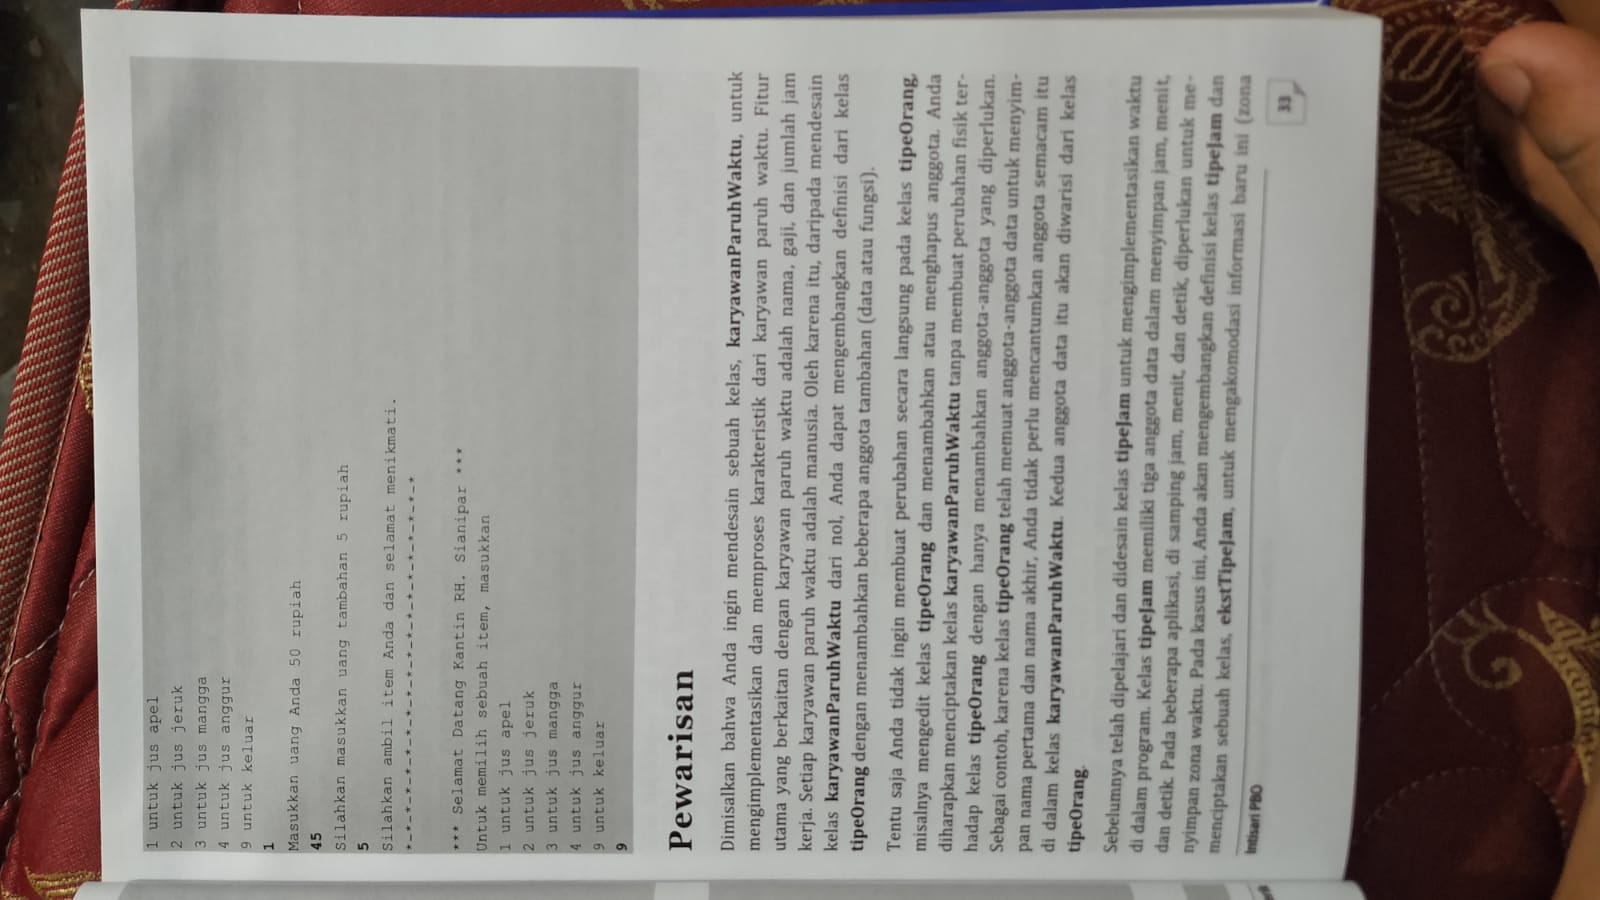 1 untuk jus apel
2 untuk jus jeruk
3 untuk jus mangga
4 untuk jus anggur
9 untuk keluar
1
Masukkan uang Anda 50 rupiah
45
Silahkan masukkan uang tambahan 5 rupiah
5
Silahkan ambil item Anda dan selamat menikmati.
*-*-*-*-*-*-*-*-*-*-*-*-*-*-*-*-*-*-*-*
*** Selamat Datang Kantin RH. Sianipar ***
Untuk memilih sebuah item, masukkan
1 untuk jus apel
2 untuk jus jeruk
3 untuk jus mangga
4 untuk jus anggur
9 untuk keluar
9
Pewarisan
Dimisalkan bahwa Anda ingin mendesain sebuah kelas, karyawanParuhWaktu, untuk
mengimplementasikan dan memproses karakteristik dari karyawan paruh waktu. Fitur
utama yang berkaitan dengan karyawan paruh waktu adalah nama, gaji, dan jumlah jam
kerja. Setiap karyawan paruh waktu adalah manusia. Oleh karena itu, daripada mendesain
kelas karyawanParuhWaktu dari nol, Anda dapat mengembangkan definisi dari kelas
tipeOrang dengan menambahkan beberapa anggota tambahan (data atau fungsi).
Tentu saja Anda tidak ingin membuat perubahan secara langsung pada kelas tipeOrang,
misalnya mengedit kelas tipeOrang dan menambahkan atau menghapus anggota. Anda
diharapkan menciptakan kelas karyawanParuhWaktu tanpa membuat perubahan fisik ter-
hadap kelas tipeOrang dengan hanya menambahkan anggota-anggota yang diperlukan.
Sebagai contoh, karena kelas tipeOrang telah memuat anggota-anggota data untuk menyim-
pan nama pertama dan nama akhir, Anda tidak perlu mencantumkan anggota semacam itu
di dalam kelas karyawanParuhWaktu. Kedua anggota data itu akan diwarisi dari kelas
tipeOrang.
Sebelumnya telah dipelajari dan didesain kelas tipeJam untuk mengimplementasikan waktu
di dalam program. Kelas tipeJam memiliki tiga anggota data dalam menyimpan jam, menit,
dan detik. Pada beberapa aplikasi, di samping jam, menit, dan detik, diperlukan untuk me-
nyimpan zona waktu. Pada kasus ini, Anda akan mengembangkan definisi kelas tipeJam dan
menciptakan sebuah kelas, ekstTipeJam, untuk mengakomodasi informasi baru ini (zona
Intisari PBO
33